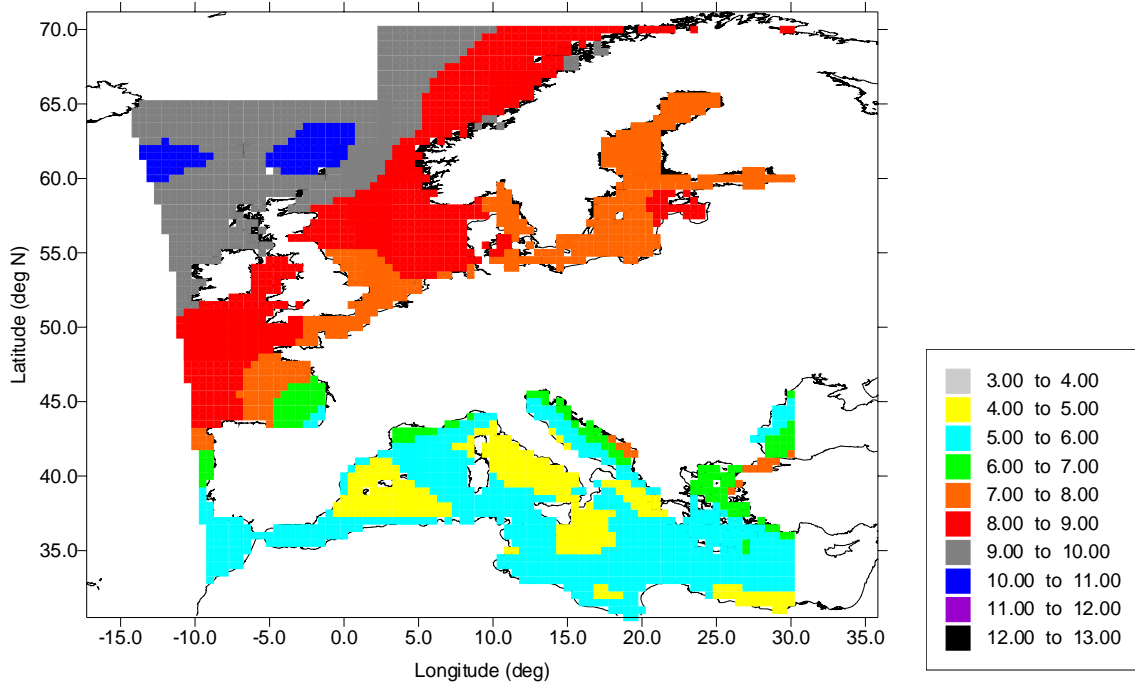 70.0
65.0
60.0
55.0
50.0
45.0
40.0
35.0
Latitude (deg N)
-15.0 -10.0 -5.0 0.0 5.0 10.0 15.0 20.0 25.0 30.0 35.0
Longitude (deg)
3.00 to 4.00
4.00 to 5.00
5.00 to 6.00
6.00 to 7.00
7.00 to 8.00
8.00 to 9.00
9.00 to 10.00
10.00 to 11.00
11.00 to 12.00
12.00 to 13.00